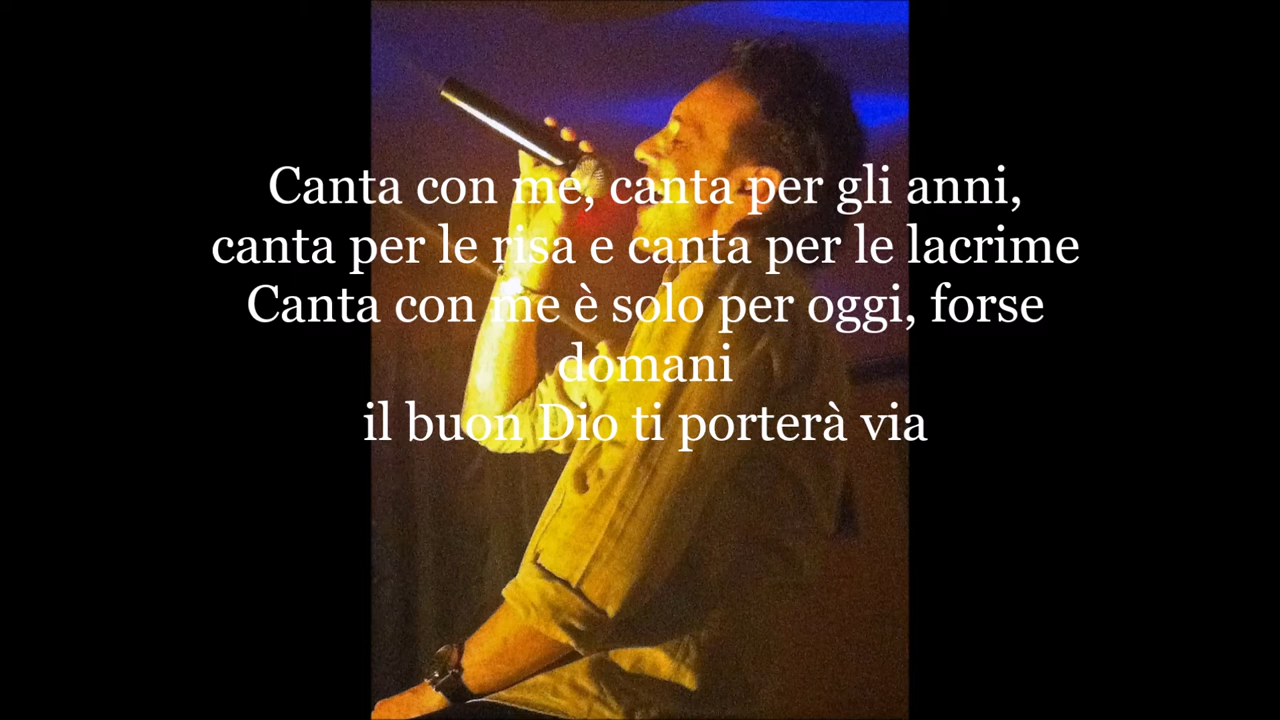 Canta con me, canta per gli anni,
canta per le risa e canta per le lacrime
Canta con me è solo per oggi, forse
domani
il buon Dio ti porterà via